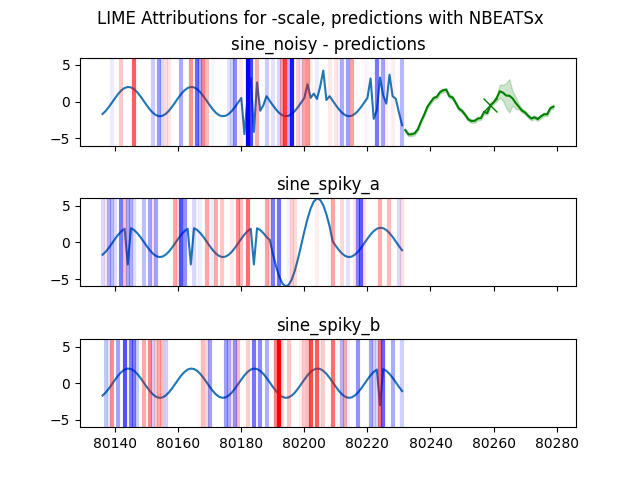 LIME Attributions for -scale, predictions with NBEATSx
sine_noisy - predictions
5
0
−5
sine_spiky_a
5
0
−5
sine_spiky_b
5
0
−5
80140 80160 80180 80200 80220 80240 80260 80280